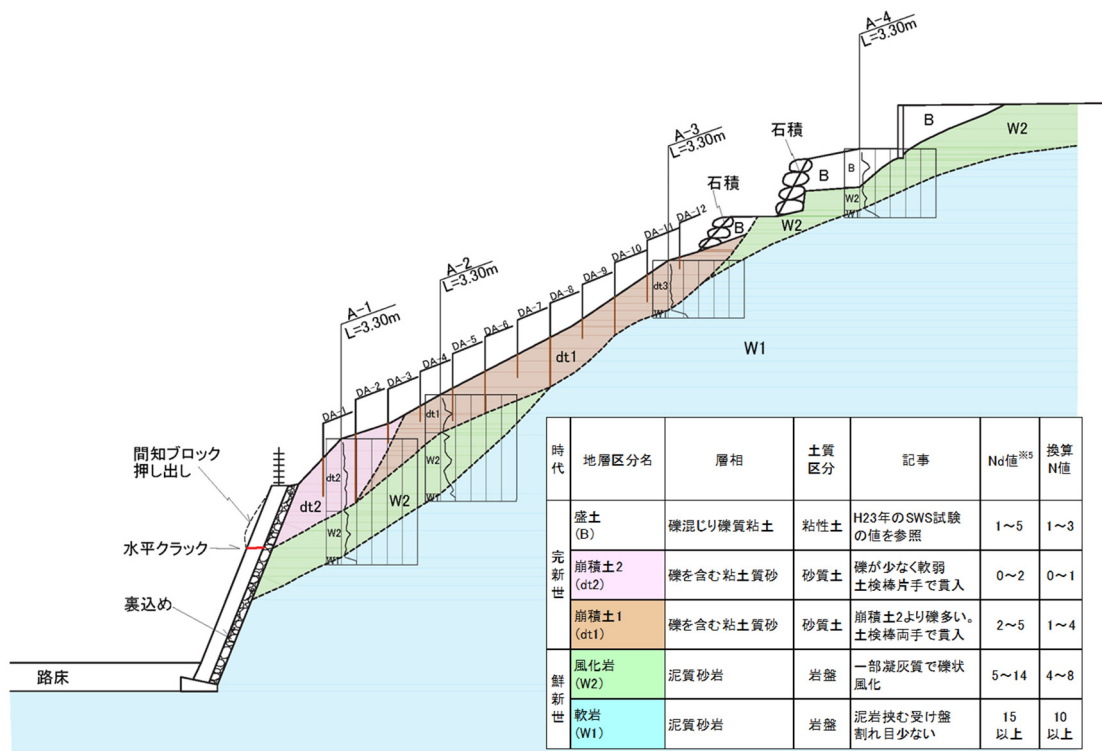 A-4
L=3.30m
B
W2
石積
A-3
L=3.30m
石積
B
B
W2
W1
DA-12
B
W2
DA-11
DA-10
A-2
L=3.30m
DA-9
dt3
W1
DA-8
DA-7
A-1
L=3.30m
DA-6
DA-5
dt1
W1
DA-4
DA-3
DA-2
DA-1
dt1
間知ブロック
押し出し
dt2
W2
dt2
W2
W1
水平クラック
W2
W1
裏込め
路床
時代 地層区分名 層相 土質区分 記事 Nd値※5 換算N値
完新世
盛土(B) 礫混じり礫質粘土 粘性土 H23年のSWS試験の値を参照 1~5 1~3
崩積土2(dt2) 礫を含む粘土質砂 砂質土 礫が少なく軟弱 土検棒片手で貫入 0~2 0~1
崩積土1(dt1) 礫を含む粘土質砂 砂質土 崩積土2より礫多い。土検棒両手で貫入 2~5 1~4
鮮新世
風化岩(W2) 泥質砂岩 岩盤 一部凝灰質で礫状風化 5~14 4~8
軟岩(W1) 泥質砂岩 岩盤 泥岩挟む受け盤 割れ目少ない 15以上 10以上